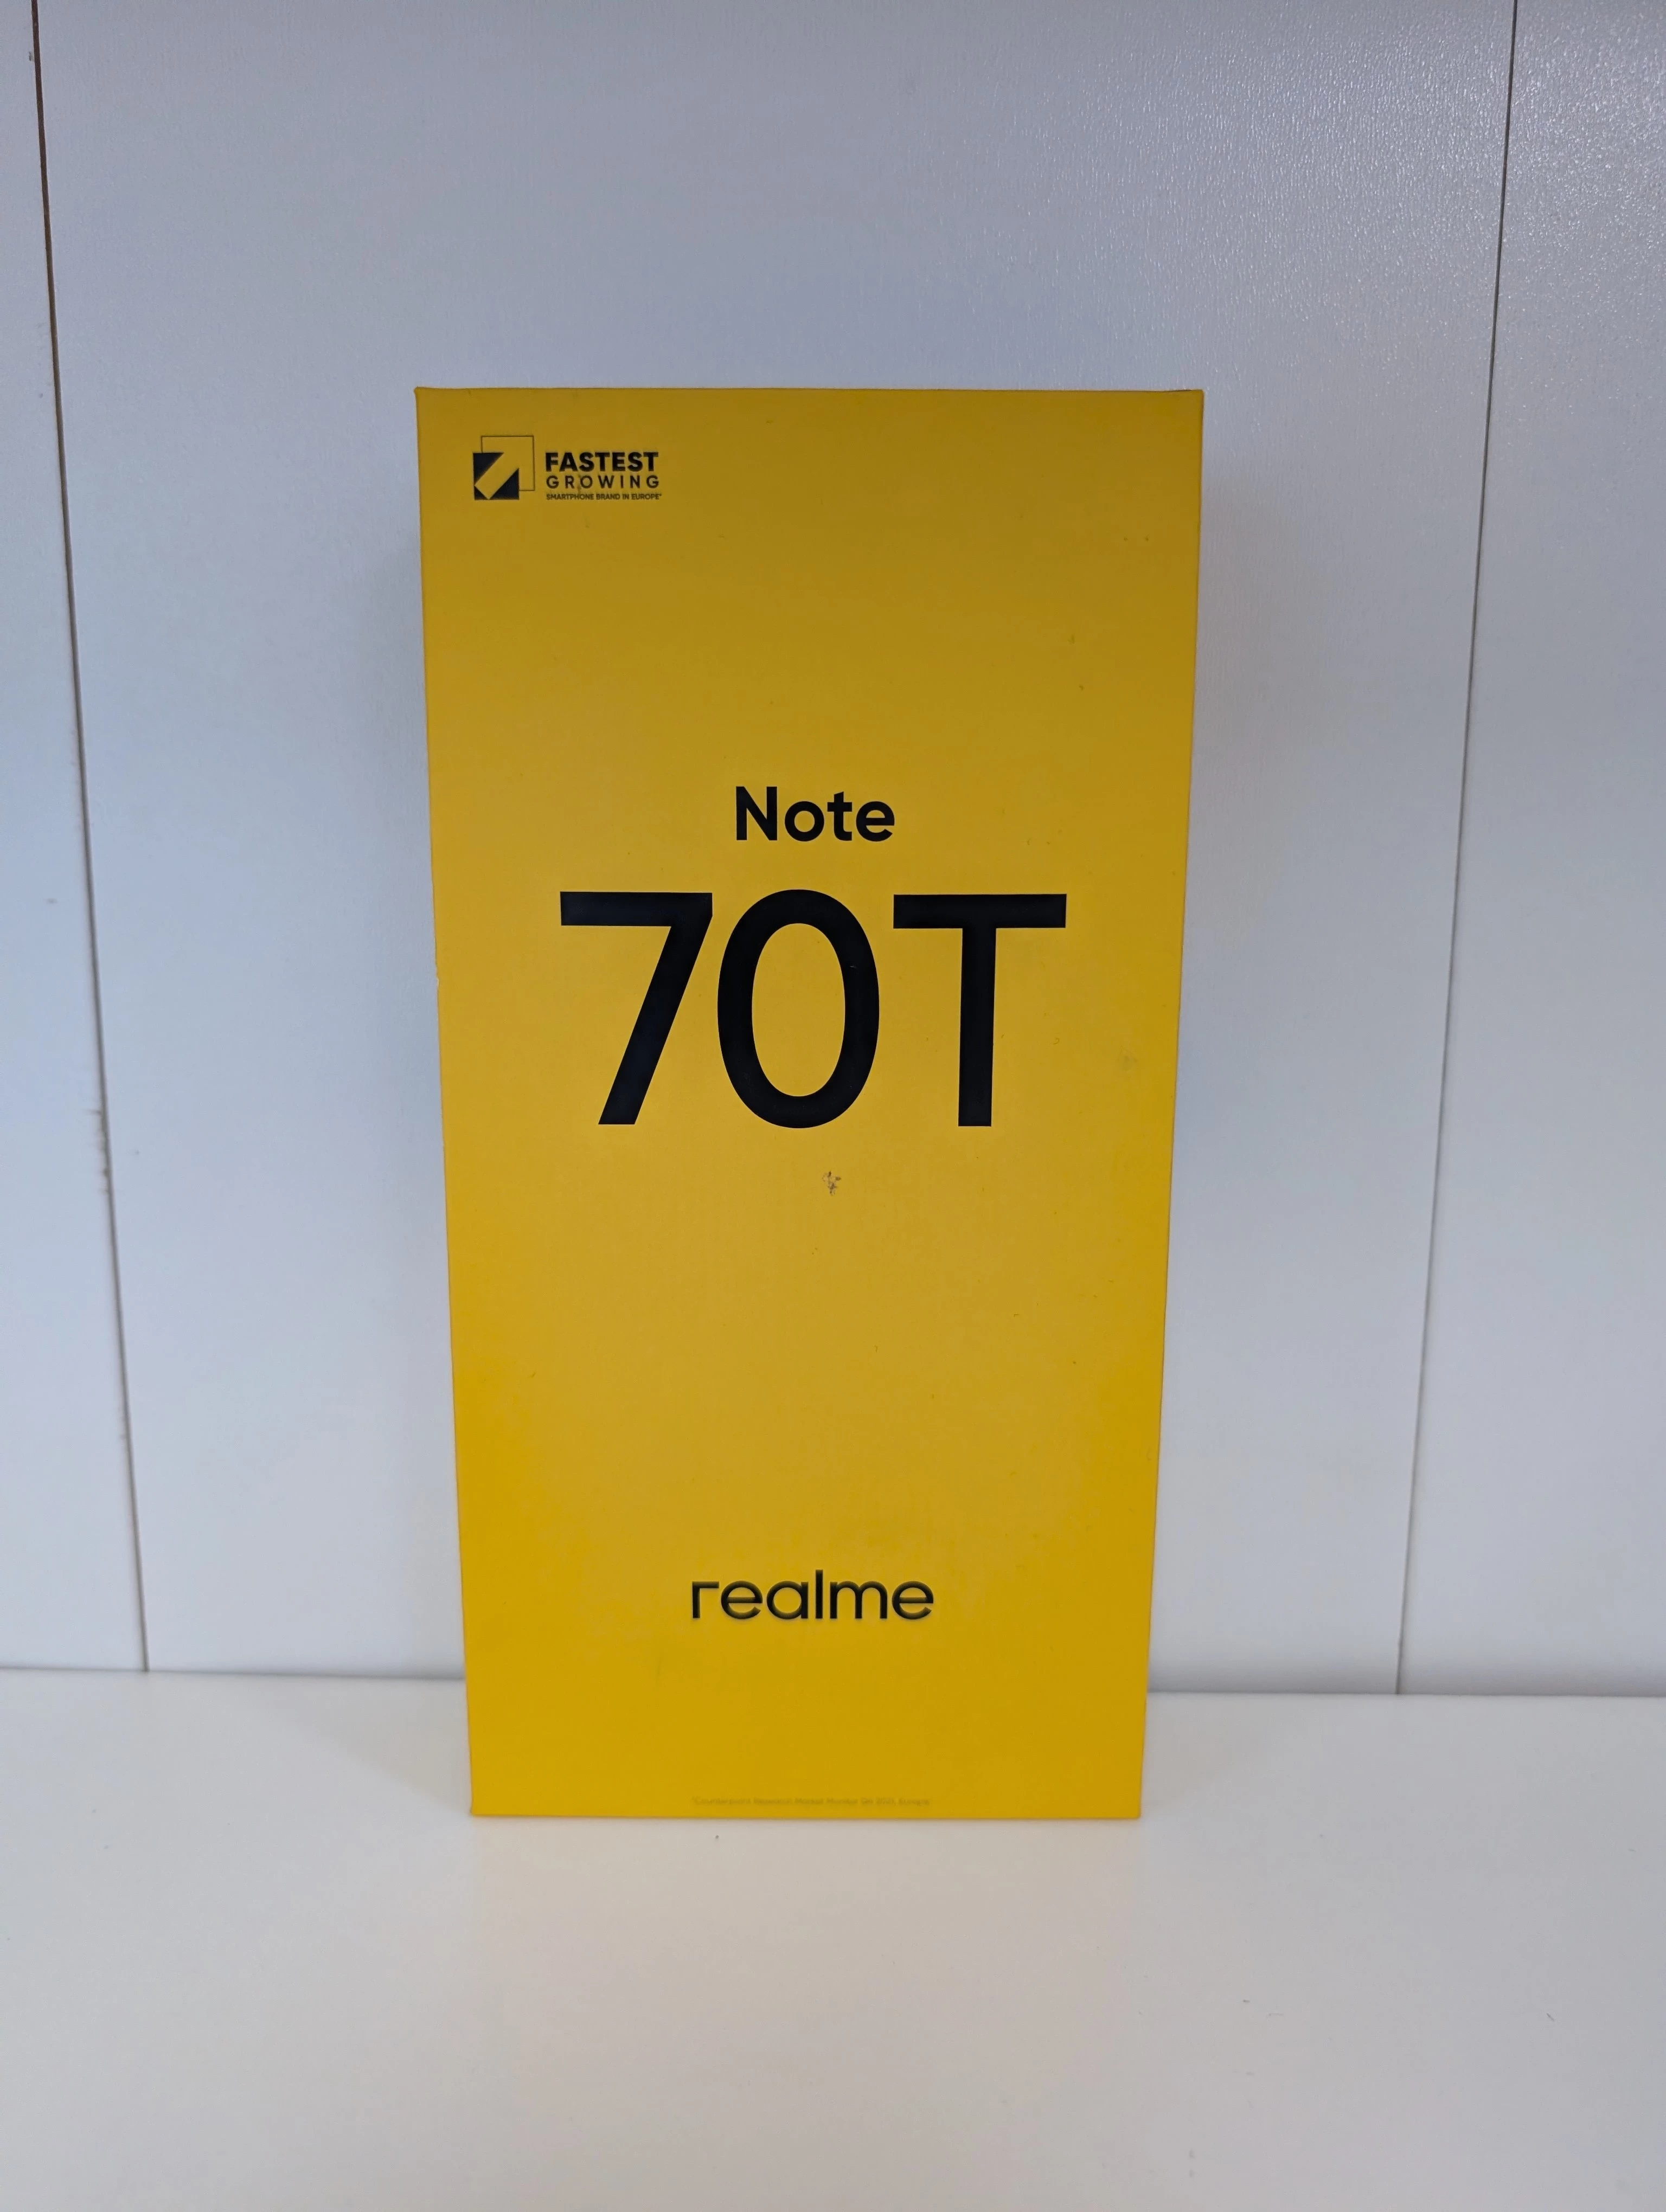 FASTEST
GROWING
SMARTPHONE BRAND IN EUROPE*
Note
70T
realme